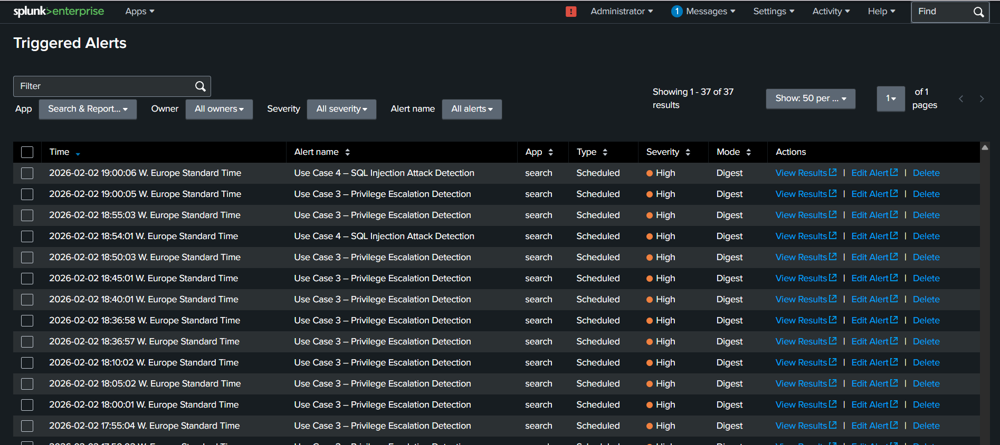 splunk>enterprise Apps ! Administrator 1 Messages Settings Activity Help Find
Triggered Alerts
Filter
Showing 1 - 37 of 37 results
Show: 50 per ... 1 of 1 pages
App Search & Report... Owner All owners Severity All severity Alert name All alerts
Time Alert name App Type Severity Mode Actions
2026-02-02 19:00:06 W. Europe Standard Time Use Case 4 – SQL Injection Attack Detection search Scheduled High Digest View Results | Edit Alert | Delete
2026-02-02 19:00:05 W. Europe Standard Time Use Case 3 – Privilege Escalation Detection search Scheduled High Digest View Results | Edit Alert | Delete
2026-02-02 18:55:03 W. Europe Standard Time Use Case 3 – Privilege Escalation Detection search Scheduled High Digest View Results | Edit Alert | Delete
2026-02-02 18:54:01 W. Europe Standard Time Use Case 4 – SQL Injection Attack Detection search Scheduled High Digest View Results | Edit Alert | Delete
2026-02-02 18:50:03 W. Europe Standard Time Use Case 3 – Privilege Escalation Detection search Scheduled High Digest View Results | Edit Alert | Delete
2026-02-02 18:45:01 W. Europe Standard Time Use Case 3 – Privilege Escalation Detection search Scheduled High Digest View Results | Edit Alert | Delete
2026-02-02 18:40:01 W. Europe Standard Time Use Case 3 – Privilege Escalation Detection search Scheduled High Digest View Results | Edit Alert | Delete
2026-02-02 18:36:58 W. Europe Standard Time Use Case 3 – Privilege Escalation Detection search Scheduled High Digest View Results | Edit Alert | Delete
2026-02-02 18:36:57 W. Europe Standard Time Use Case 3 – Privilege Escalation Detection search Scheduled High Digest View Results | Edit Alert | Delete
2026-02-02 18:10:02 W. Europe Standard Time Use Case 3 – Privilege Escalation Detection search Scheduled High Digest View Results | Edit Alert | Delete
2026-02-02 18:05:02 W. Europe Standard Time Use Case 3 – Privilege Escalation Detection search Scheduled High Digest View Results | Edit Alert | Delete
2026-02-02 18:00:01 W. Europe Standard Time Use Case 3 – Privilege Escalation Detection search Scheduled High Digest View Results | Edit Alert | Delete
2026-02-02 17:55:04 W. Europe Standard Time Use Case 3 – Privilege Escalation Detection search Scheduled High Digest View Results | Edit Alert | Delete